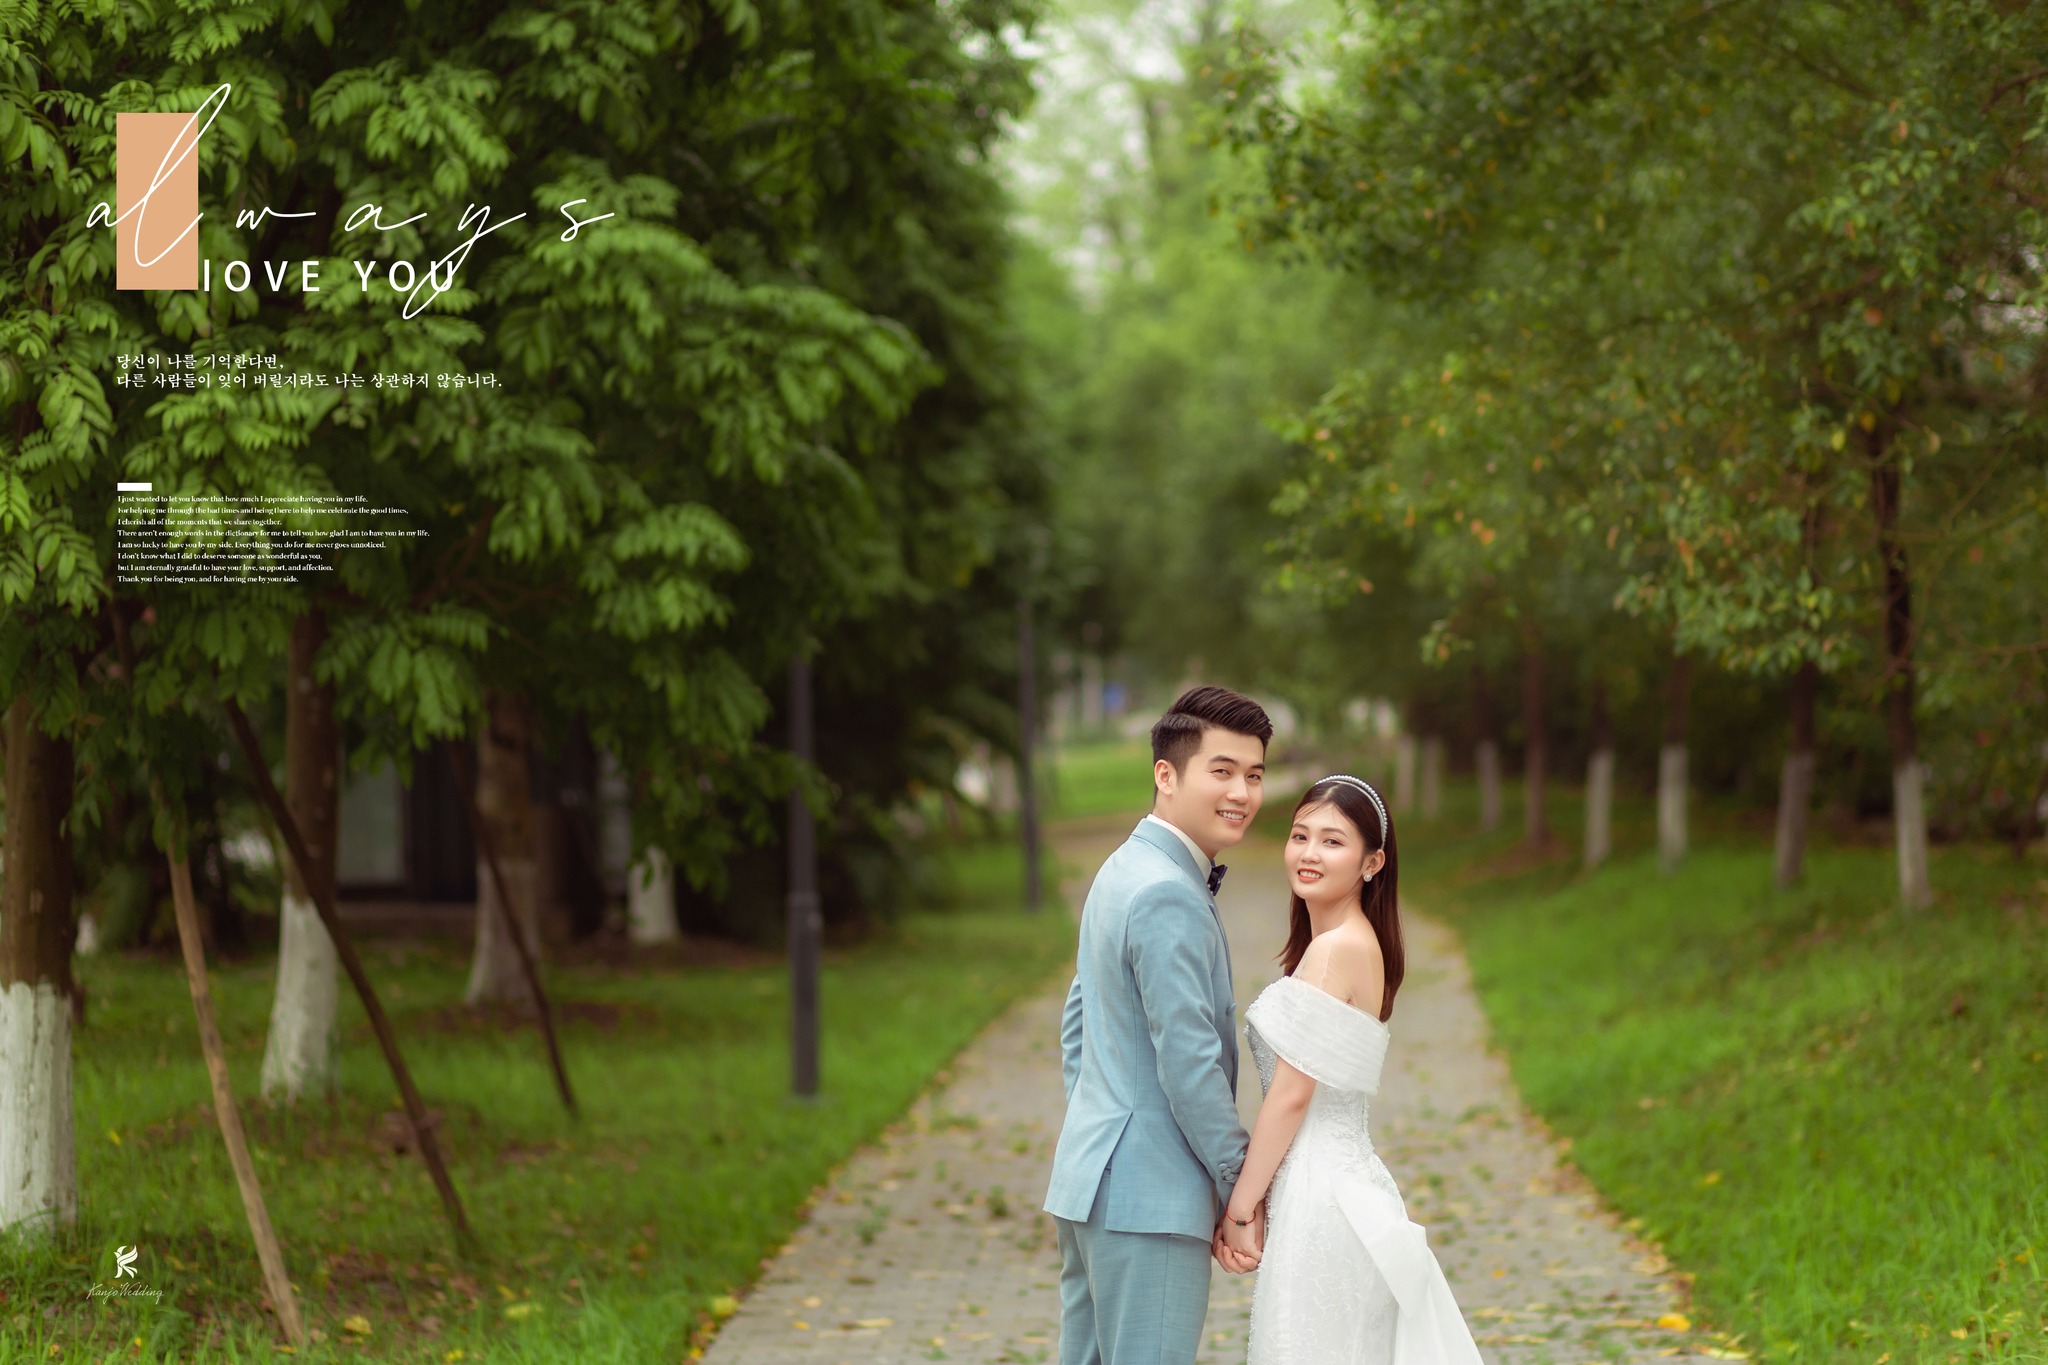 always
lOVE YOU
당신이 나를 기억한다면,
다른 사람들이 잊어 버릴지라도 나는 상관하지 않습니다.
I just wanted to let you know that how much I appreciate having you in my life.
For helping me through the bad times and being there to help me celebrate the good times,
I cherish all of the moments that we share together.
There aren't enough words in the dictionary for me to tell you how glad I am to have you in my life.
I am so lucky to have you by my side. Everything you do for me never goes unnoticed.
I don't know what I did to deserve someone as wonderful as you,
but I am eternally grateful to have your love, support, and affection.
Thank you for being you, and for having me by your side.
Kanjo Wedding